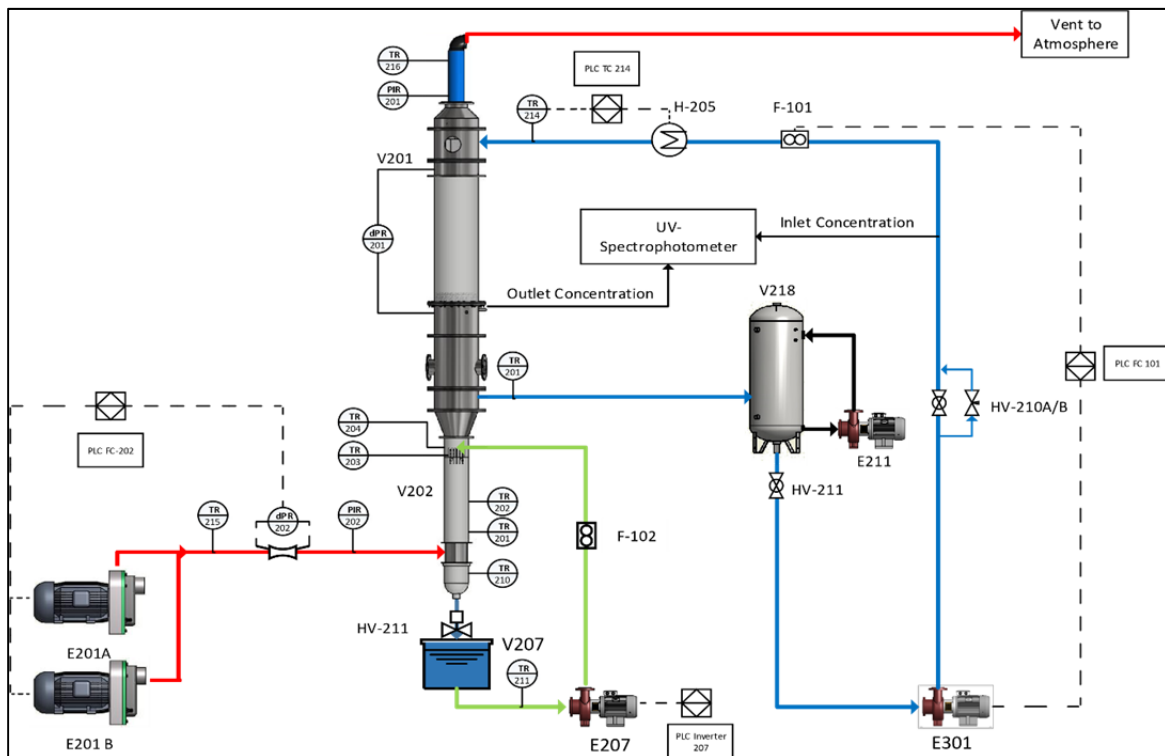 Vent to
Atmosphere
TR
216
PIR
201
PLC TC 214
TR
214
H-205
F-101
V201
dPR
201
UV-
Spectrophotometer
Inlet Concentration
Outlet Concentration
V218
TR
201
PLC FC 101
HV-210A/B
E211
HV-211
TR
204
TR
203
V202
TR
202
TR
201
TR
210
PLC FC-202
TR
215
dPR
202
PIR
202
F-102
E201A
HV-211
V207
TR
211
E201 B
E207
PLC Inverter
207
E301